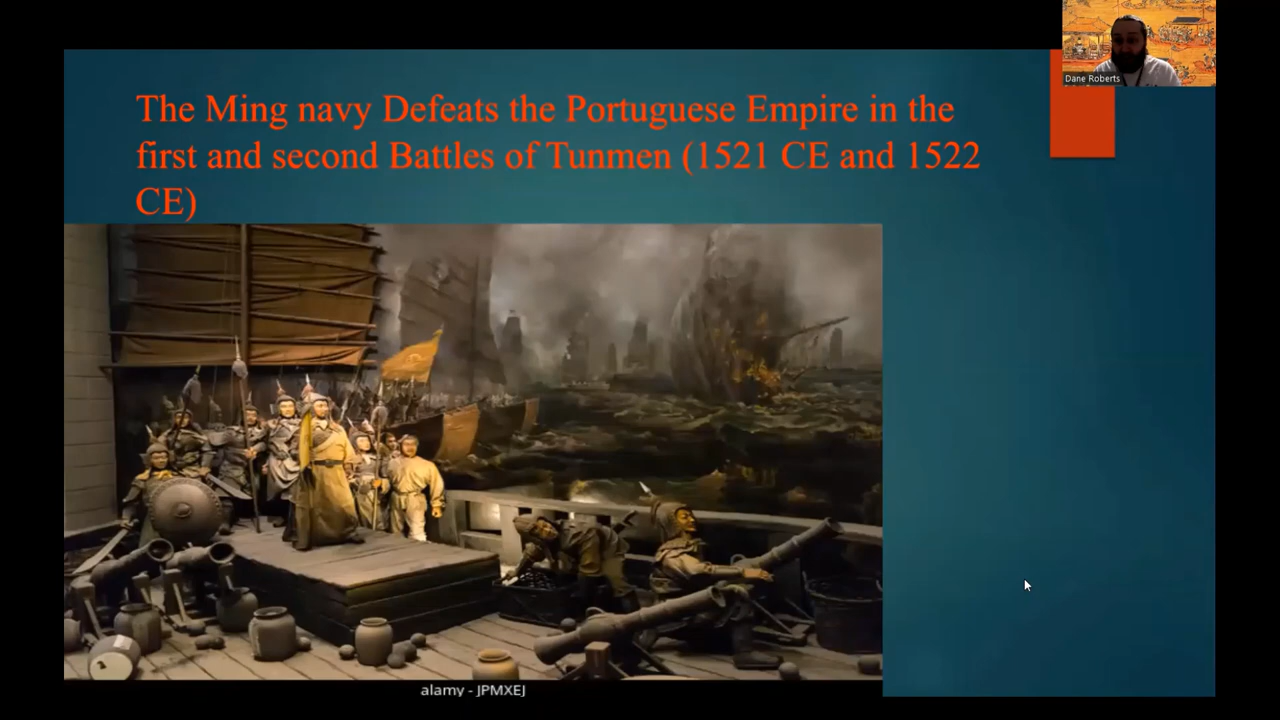 Dane Roberts
The Ming navy Defeats the Portuguese Empire in the
first and second Battles of Tunmen (1521 CE and 1522
CE)
alamy - JPMXEJ